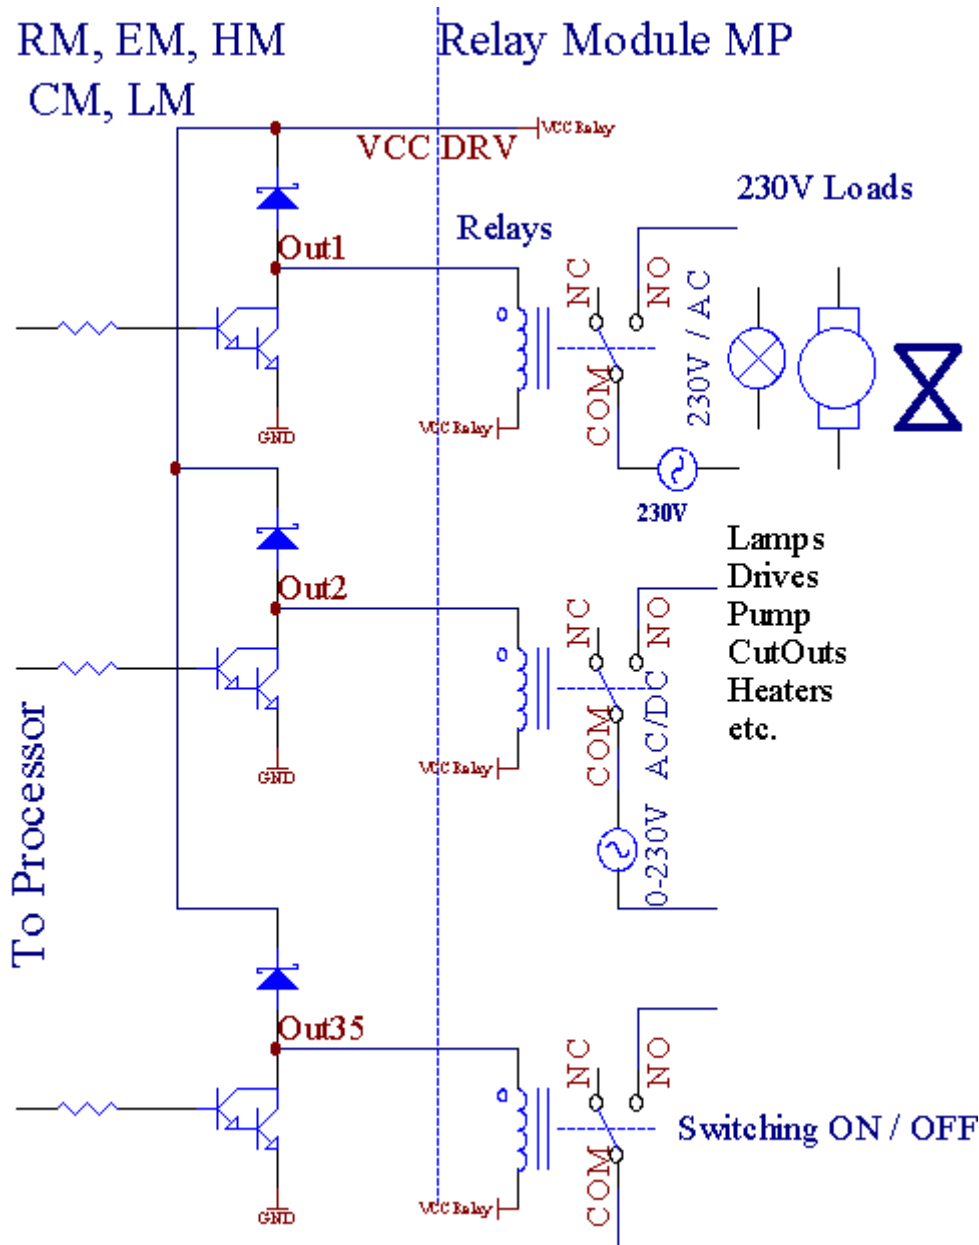 RM, EM, HM
CM, LM
Relay Module MP
VCC DRV
VCC Relay
230V Loads
Relays
Out1
NC
NO
COM
230V / AC
GND
VCC Relay
230V
Lamps
Drives
Pump
CutOuts
Heaters
etc.
Out2
NC
NO
COM
0-230V AC/DC
GND
VCC Relay
To Processor
Out35
NC
NO
COM
Switching ON / OFF
GND
VCC Relay